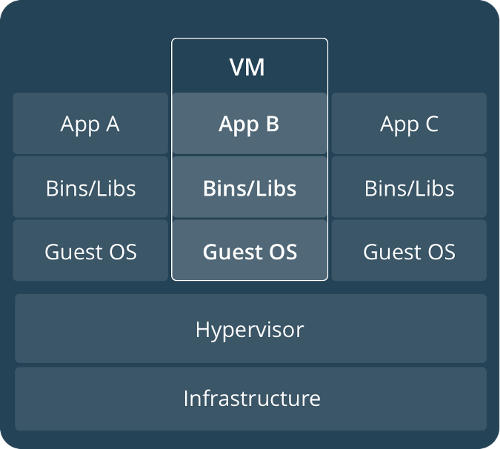 VM
App A
App B
App C
Bins/Libs
Bins/Libs
Bins/Libs
Guest OS
Guest OS
Guest OS
Hypervisor
Infrastructure